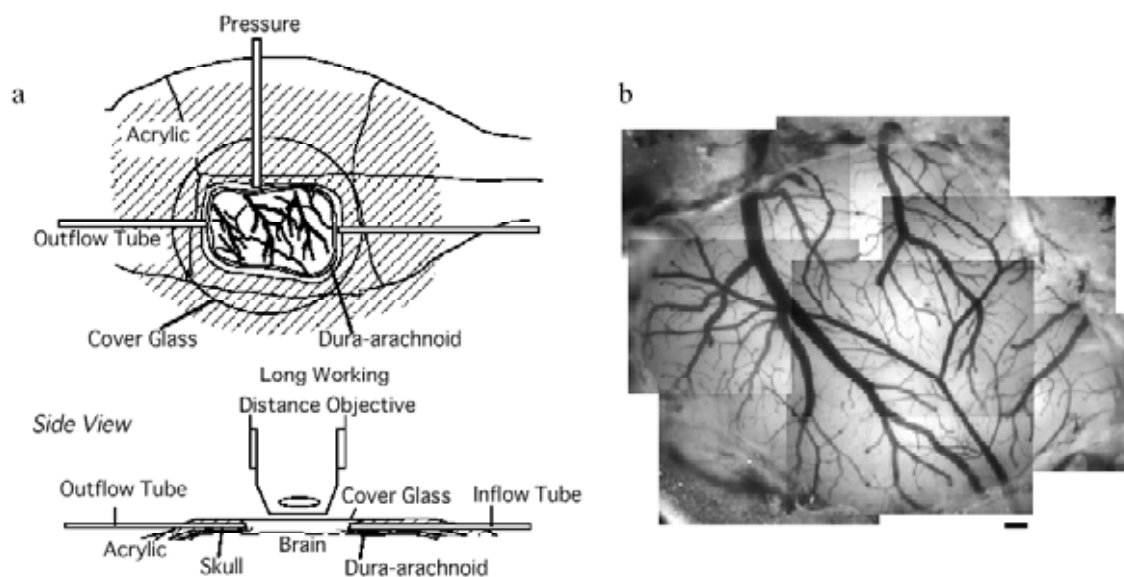 Pressure
a
Acrylic
Outflow Tube
Cover Glass
Dura-arachnoid
Long Working
Distance Objective
Side View
Outflow Tube
Cover Glass
Inflow Tube
Acrylic
Skull
Brain
Dura-arachnoid
b